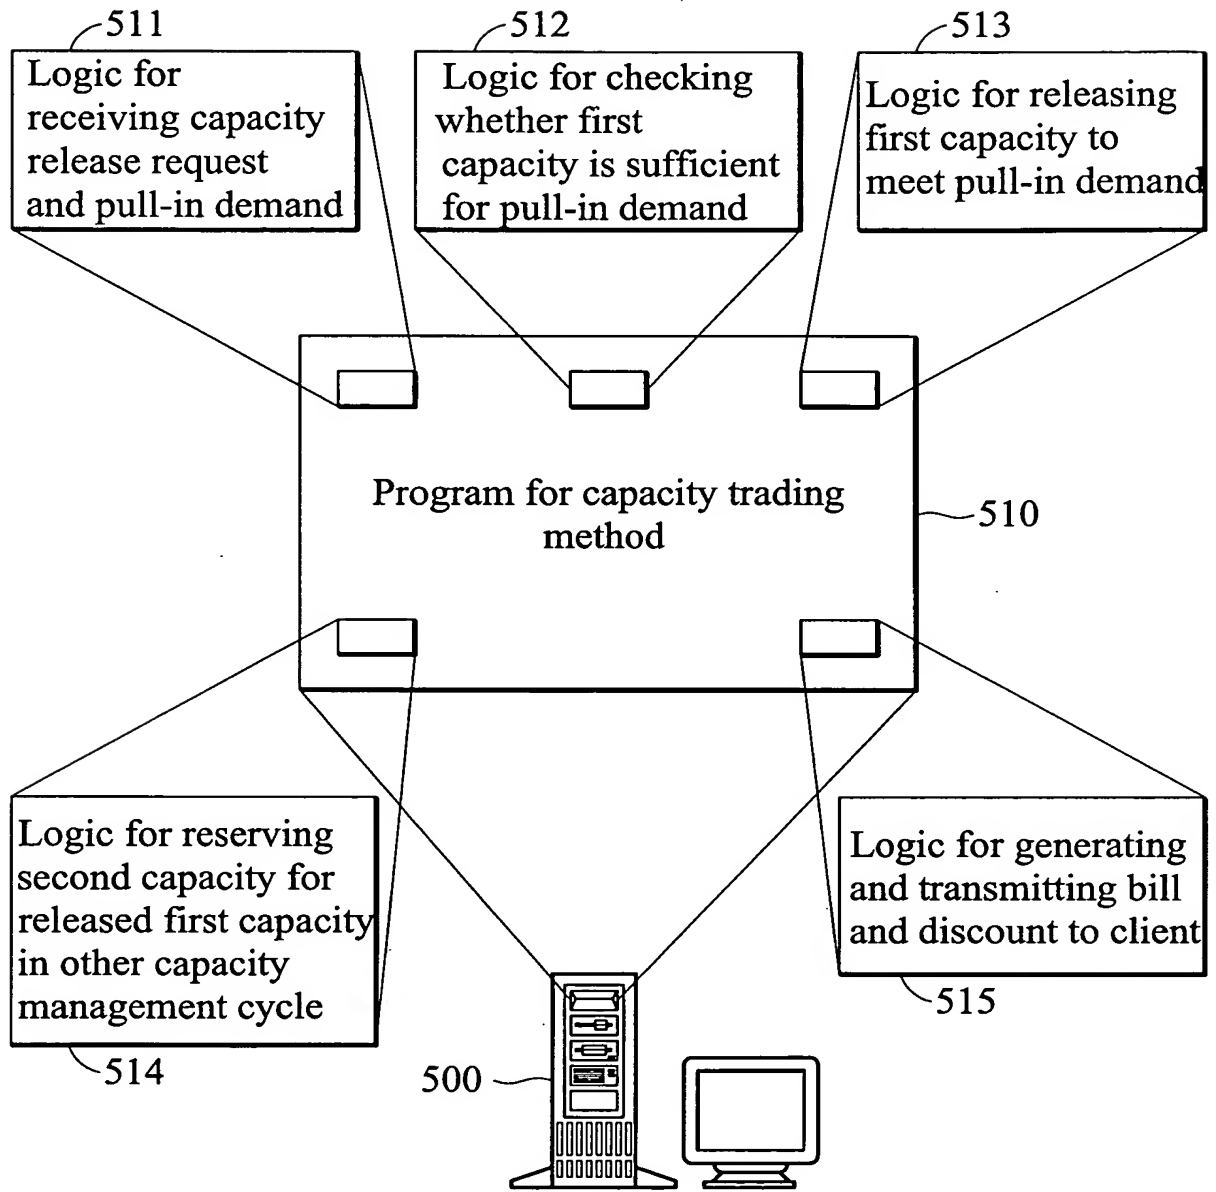 511
Logic for
receiving capacity
release request
and pull-in demand
512
Logic for checking
whether first
capacity is sufficient
for pull-in demand
513
Logic for releasing
first capacity to
meet pull-in demand
Program for capacity trading
method
510
Logic for reserving
second capacity for
released first capacity
in other capacity
management cycle
514
Logic for generating
and transmitting bill
and discount to client
515
500